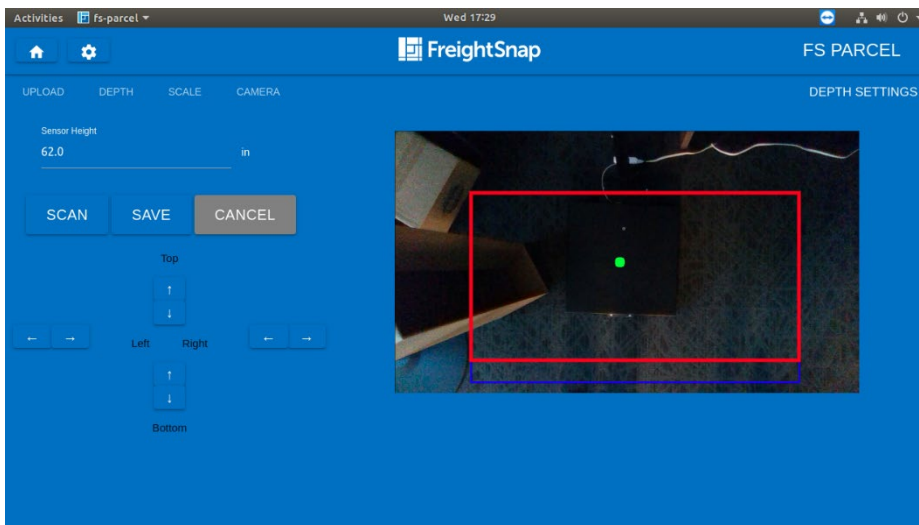 Activities fs-parcel Wed 17:29
FreightSnap FS PARCEL
UPLOAD DEPTH SCALE CAMERA DEPTH SETTINGS
Sensor Height
62.0 in
SCAN SAVE CANCEL
Top
↑
↓
← → Left Right ← →
↑
↓
Bottom